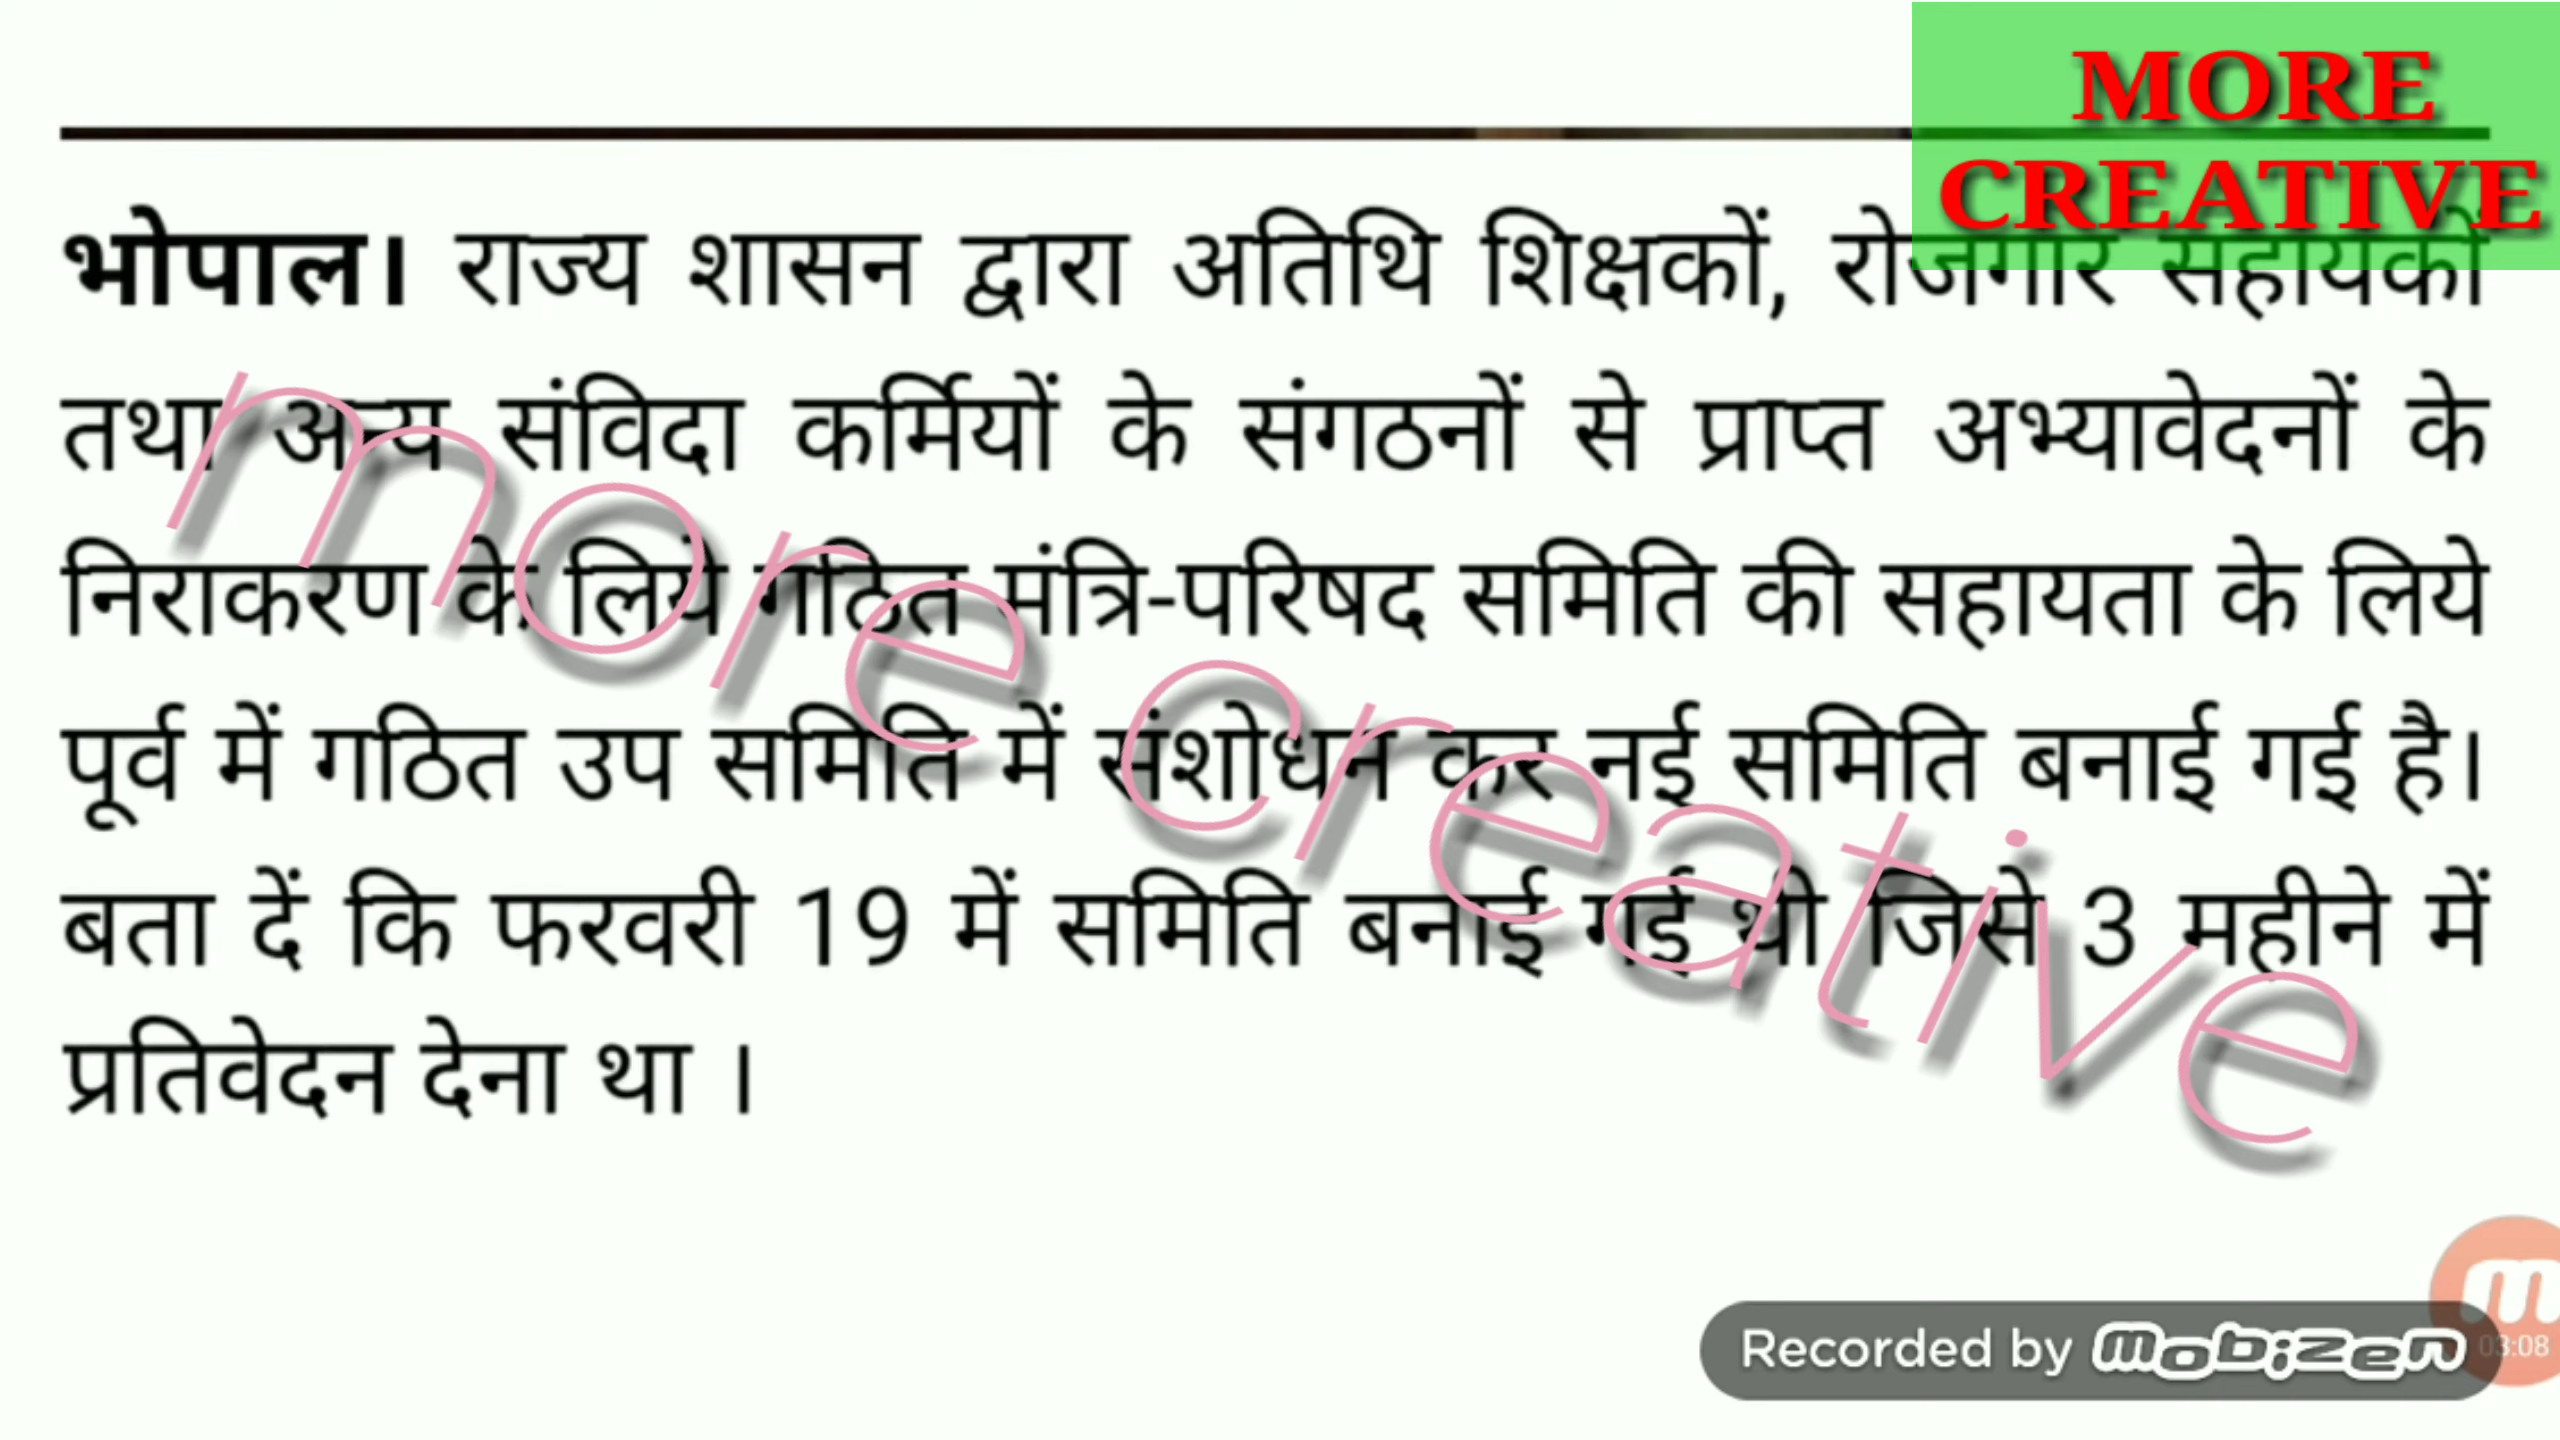 MORE
CREATIVE
भोपाल। राज्य शासन द्वारा अतिथि शिक्षकों, रोजगार सहायकों
तथा अन्य संविदा कर्मियों के संगठनों से प्राप्त अभ्यावेदनों के
निराकरण के लिये गठित मंत्रि-परिषद समिति की सहायता के लिये
पूर्व में गठित उप समिति में संशोधन कर नई समिति बनाई गई है।
बता दें कि फरवरी 19 में समिति बनाई गई थी जिसे 3 महीने में
प्रतिवेदन देना था ।
more creative
Recorded by mobizen
03:08